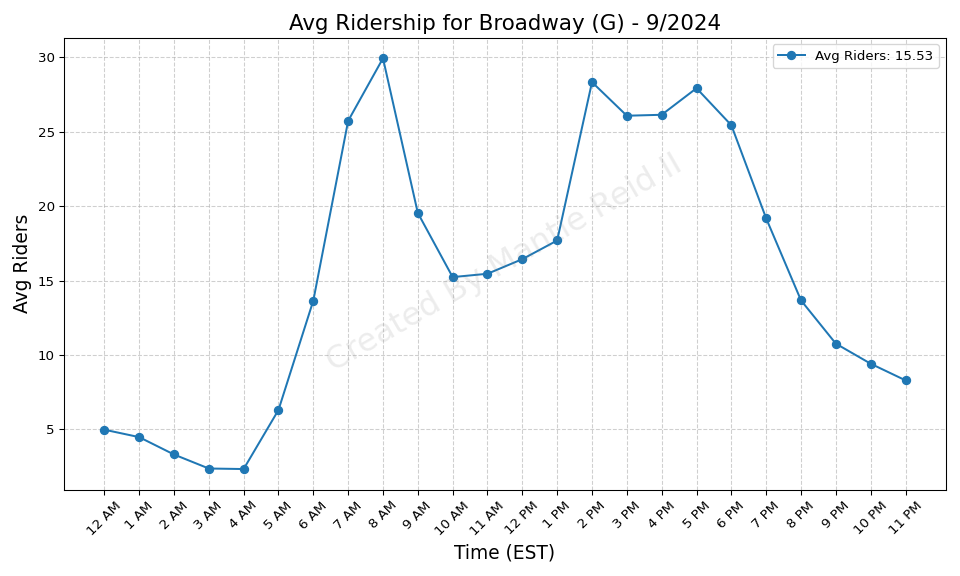 Avg Ridership for Broadway (G) - 9/2024
Avg Riders: 15.53
30
25
20
15
10
5
Avg Riders
Created By: Mantle Reid II
12 AM
1 AM
2 AM
3 AM
4 AM
5 AM
6 AM
7 AM
8 AM
9 AM
10 AM
11 AM
12 PM
1 PM
2 PM
3 PM
4 PM
5 PM
6 PM
7 PM
8 PM
9 PM
10 PM
11 PM
Time (EST)